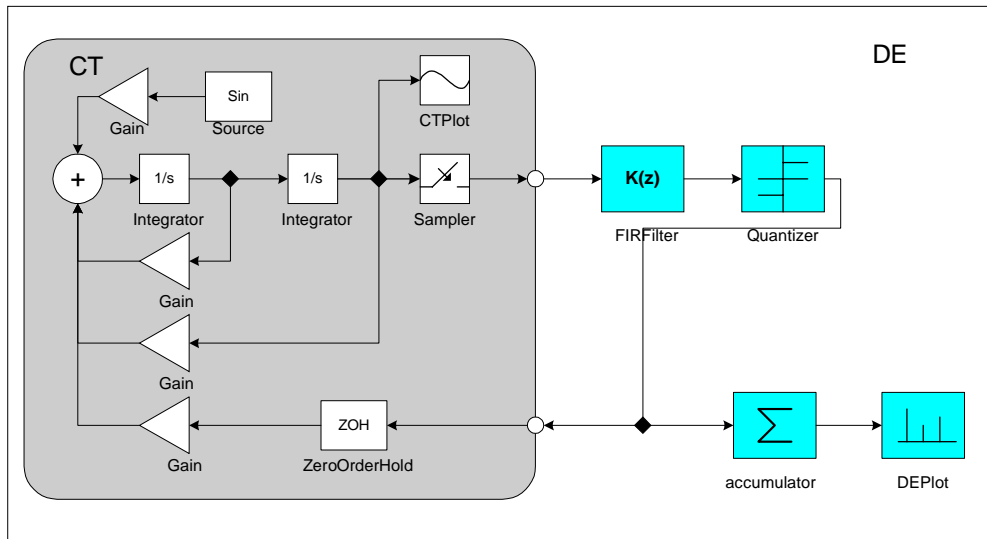 CT
DE
Sin
Gain
Source
CTPlot
+
1/s
1/s
K(z)
Integrator
Integrator
Sampler
FIRFilter
Quantizer
Gain
Gain
ZOH
Σ
Gain
ZeroOrderHold
accumulator
DEPlot